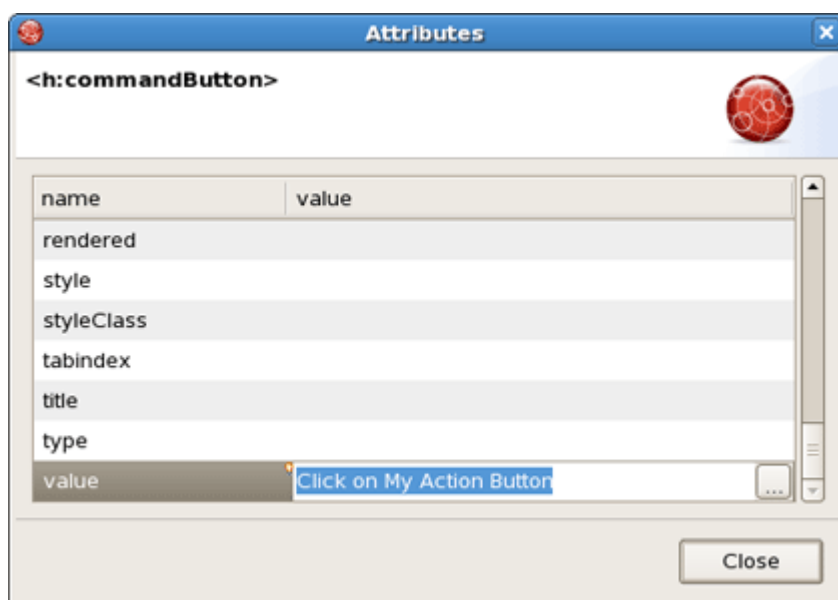 Attributes
<h:commandButton>
name value
rendered
style
styleClass
tabindex
title
type
value Click on My Action Button ...
Close